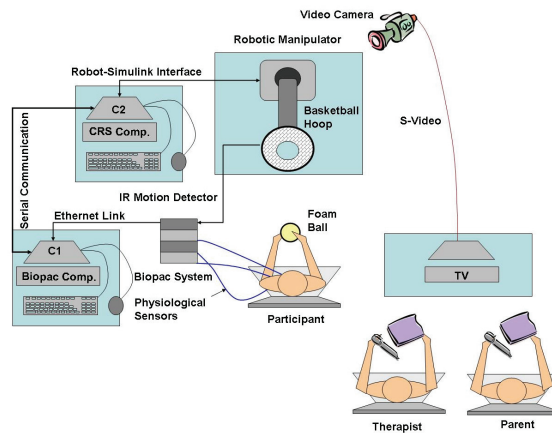 Video Camera
Robotic Manipulator
Robot-Simulink Interface
C2
CRS Comp.
Basketball
Hoop
S-Video
Serial Communication
IR Motion Detector
Ethernet Link
Foam
Ball
C1
Biopac Comp.
Biopac System
TV
Physiological
Sensors
Participant
Therapist
Parent